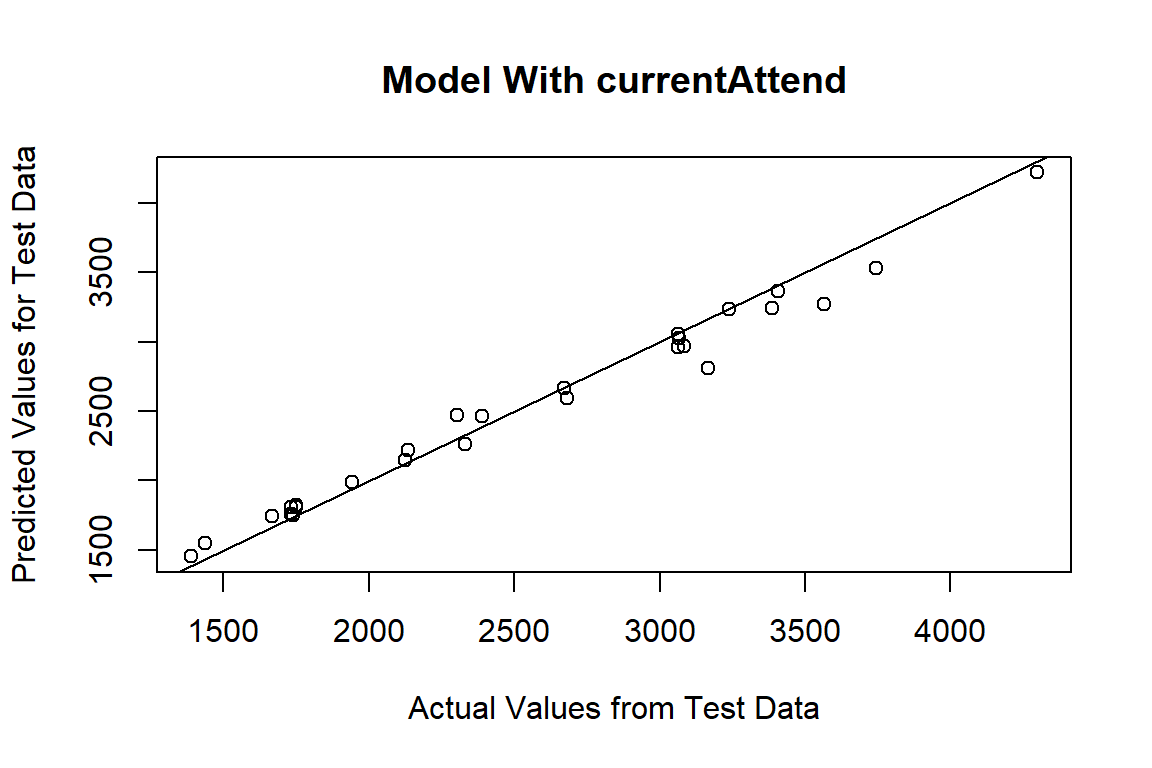 Model With currentAttend
Predicted Values for Test Data
3500
2500
1500
1500 2000 2500 3000 3500 4000
Actual Values from Test Data